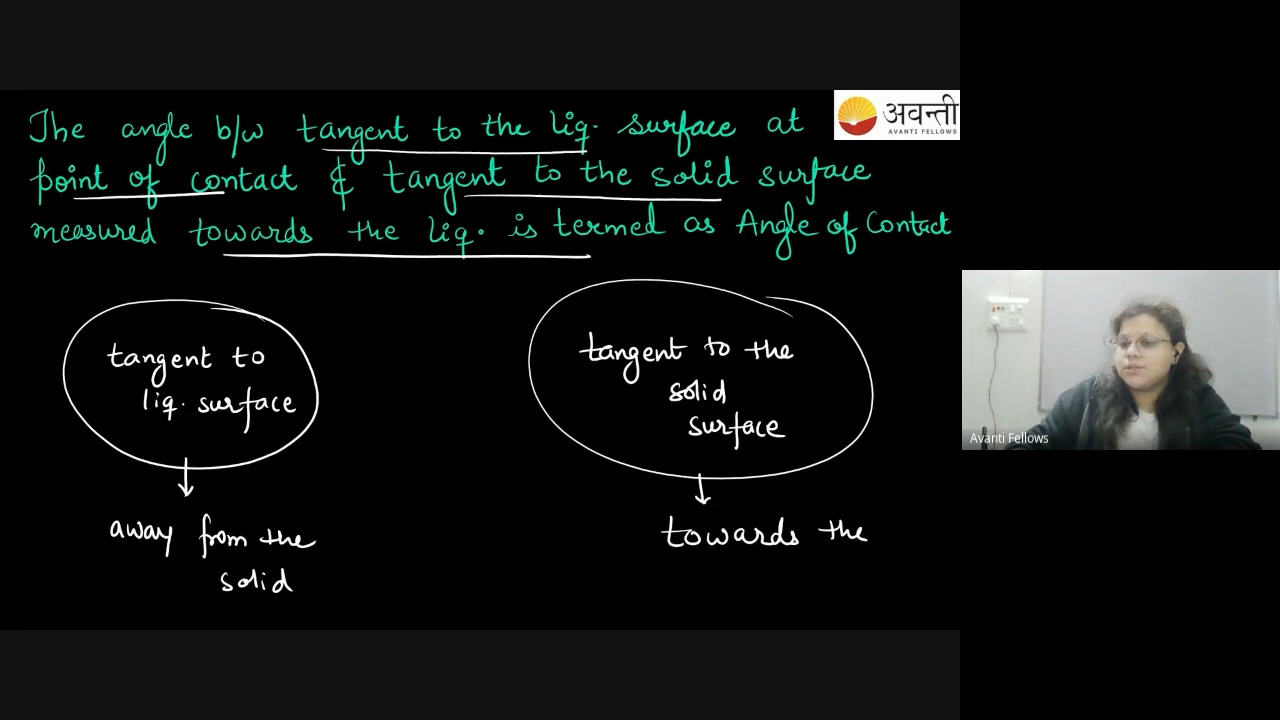 The angle b/w tangent to the liq. surface at
point of contact & tangent to the solid surface
measured towards the liq. is termed as Angle of Contact
अवन्ती
AVANTI FELLOWS
tangent to
liq. surface
away from the
solid
tangent to the
solid
surface
towards the
Avanti Fellows